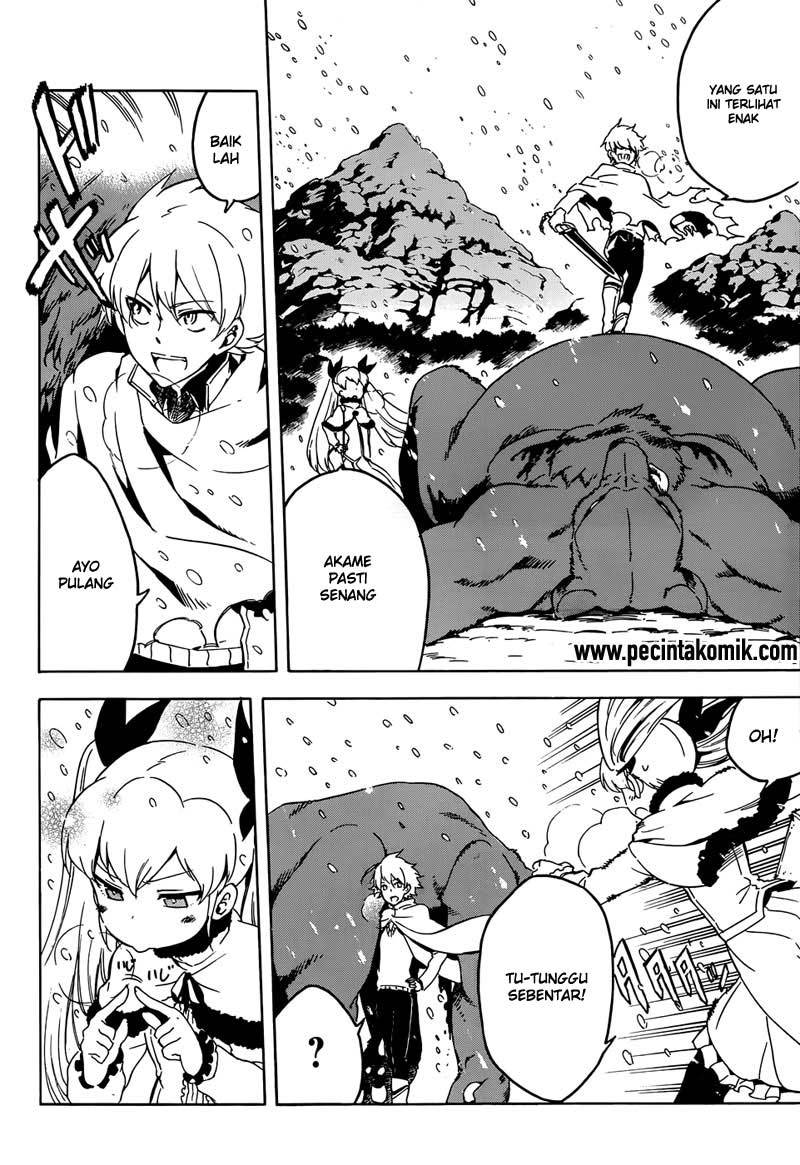 YANG SATU
INI TERLIHAT
ENAK
AKAME
PASTI
SENANG
BAIK
LAH
AYO
PULANG
www.pecintakomik.com
OH!
TU-TUNGGU
SEBENTAR!
?